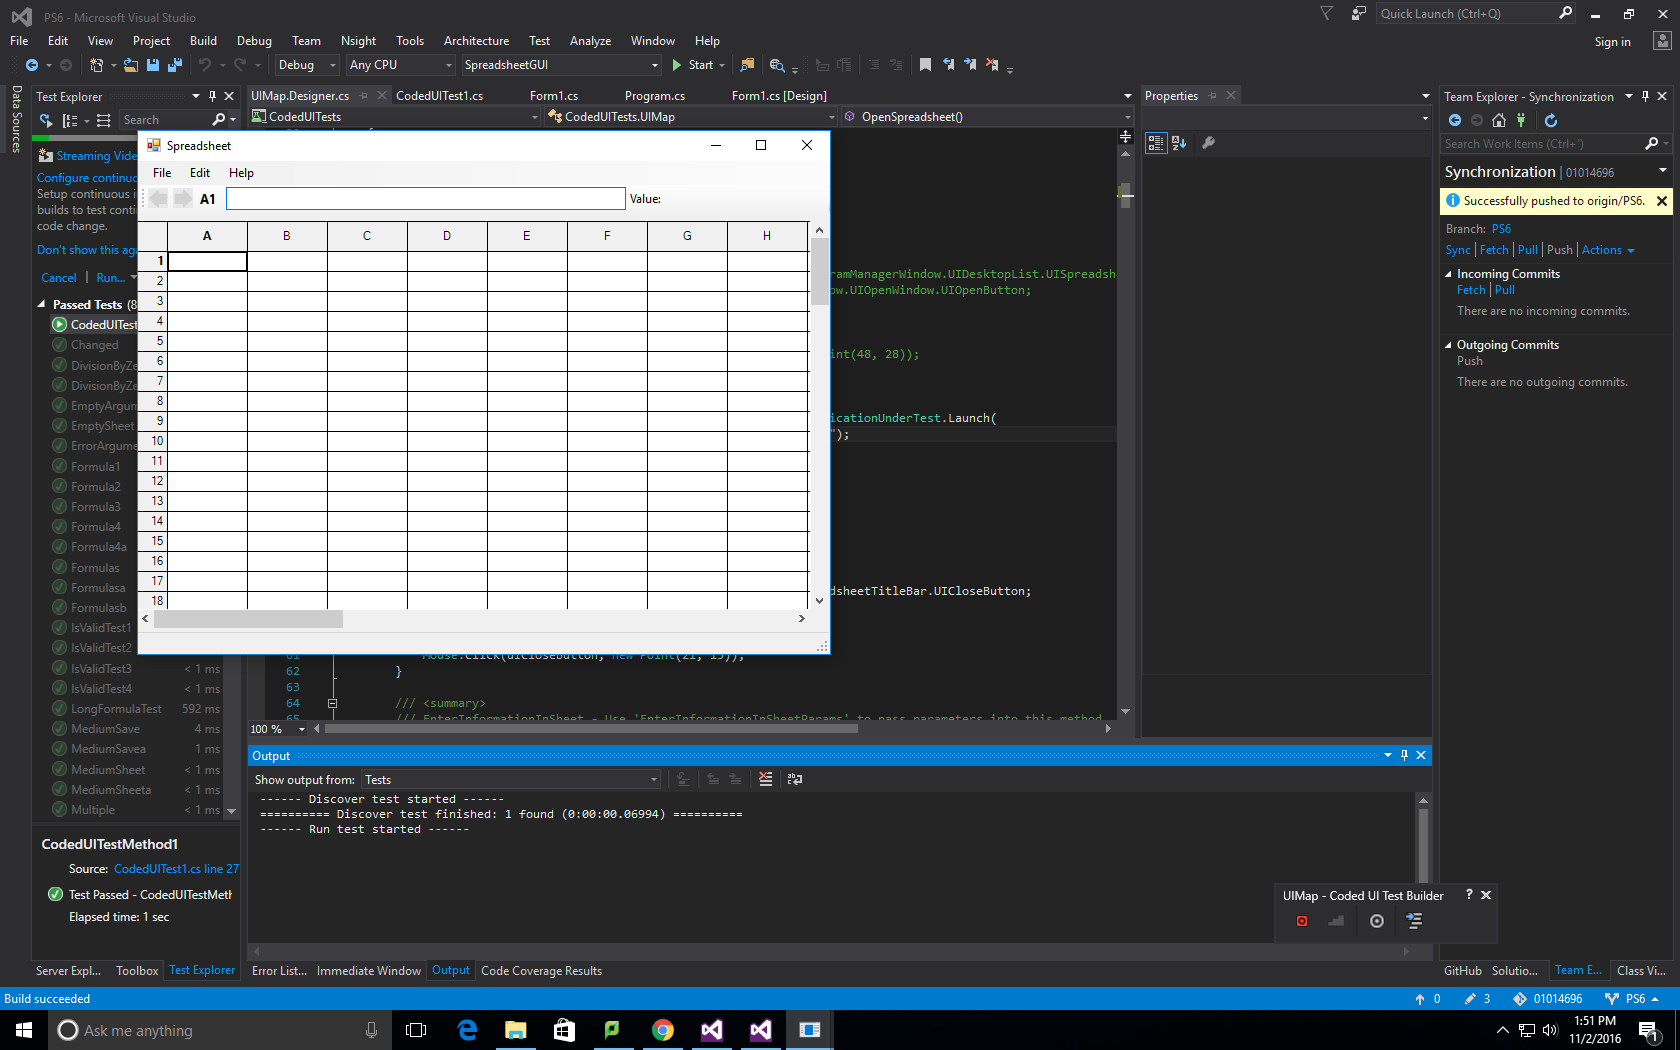 PS6 - Microsoft Visual Studio
Quick Launch (Ctrl+Q)
File Edit View Project Build Debug Team Nsight Tools Architecture Test Analyze Window Help
Sign in
Debug Any CPU SpreadsheetGUI Start
Data Sources
Test Explorer
Search
Streaming Vide
Configure continuo
Setup continuous i
builds to test conti
code change.
Don't show this aga
Cancel | Run...
Passed Tests (8
CodedUITest
Changed
DivisionByZe
DivisionByZe
EmptyArgum
EmptySheet
ErrorArgume
Formula1
Formula2
Formula3
Formula4
Formula4a
Formulas
Formulasa
Formulasb
IsValidTest1
IsValidTest2
IsValidTest3 < 1 ms
IsValidTest4 < 1 ms
LongFormulaTest 592 ms
MediumSave 4 ms
MediumSavea 1 ms
MediumSheet < 1 ms
MediumSheeta < 1 ms
Multiple < 1 ms
CodedUITestMethod1
Source: CodedUITest1.cs line 27
Test Passed - CodedUITestMeth
Elapsed time: 1 sec
Server Expl... Toolbox Test Explorer
UIMap.Designer.cs CodedUITest1.cs Form1.cs Program.cs Form1.cs [Design]
CodedUITests CodedUITests.UIMap OpenSpreadsheet()
Spreadsheet
File Edit Help
A1 Value:
A B C D E F G H
1
2
3
4
5
6
7
8
9
10
11
12
13
14
15
16
17
18
ramManagerWindow.UIDesktopList.UISpreadsh
ow.UIOpenWindow.UIOpenButton;
int(48, 28));
icationUnderTest.Launch(
");
dsheetTitleBar.UICloseButton;
61 Mouse.Click(uICloseButton, new Point(21, 13));
62 }
63
64 /// <summary>
65 /// EnterInformationInSheet - Use 'EnterInformationInSheetParams' to pass parameters into this method.
100 %
Output
Show output from: Tests
------ Discover test started ------
========== Discover test finished: 1 found (0:00:00.06994) ==========
------ Run test started ------
Error List... Immediate Window Output Code Coverage Results
Properties
Team Explorer - Synchronization
Search Work Items (Ctrl+')
Synchronization | 01014696
Successfully pushed to origin/PS6.
Branch: PS6
Sync | Fetch | Pull | Push | Actions
Incoming Commits
Fetch | Pull
There are no incoming commits.
Outgoing Commits
Push
There are no outgoing commits.
UIMap - Coded UI Test Builder ?
GitHub Solutio... Team E... Class Vi...
Build succeeded
0 3 01014696 PS6
Ask me anything
1:51 PM
11/2/2016
1